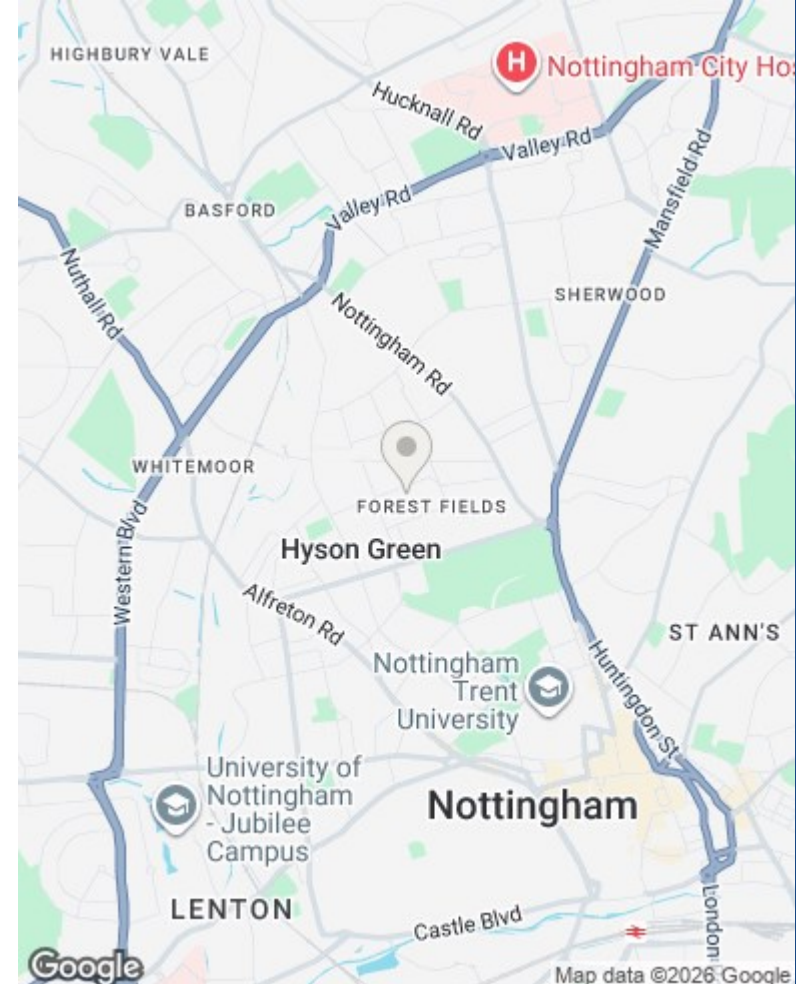 HIGHBURY VALE
H
Nottingham City Hos
Hucknall Rd
Valley Rd
Mansfield Rd
BASFORD
Valley Rd
Nuthall Rd
SHERWOOD
Nottingham Rd
WHITEMOOR
FOREST FIELDS
Western Blvd
Hyson Green
Alfreton Rd
ST ANN'S
Nottingham
Trent
University
Huntingdon St
University of
Nottingham
- Jubilee
Campus
Nottingham
LENTON
Castle Blvd
London
Google
Map data ©2026 Google